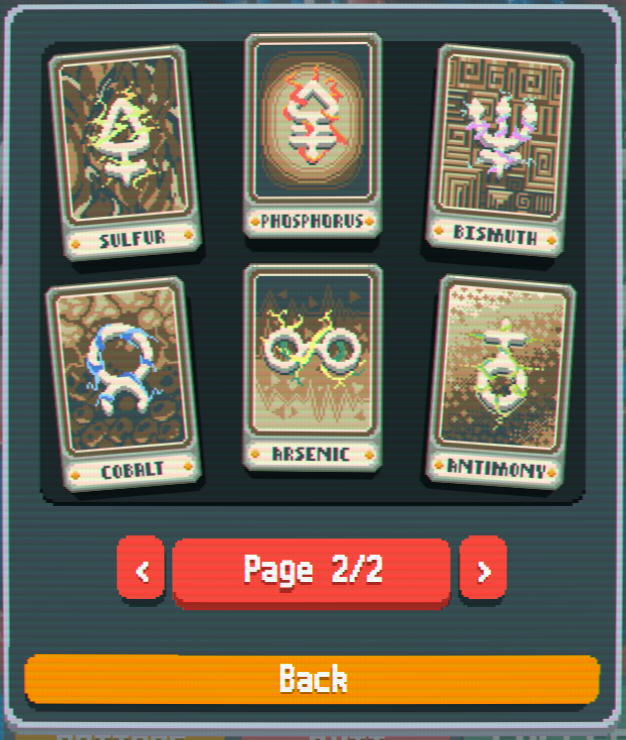 SULFUR
PHOSPHORUS
BISMUTH
COBALT
ARSENIC
ANTIMONY
<
Page 2/2
>
Back